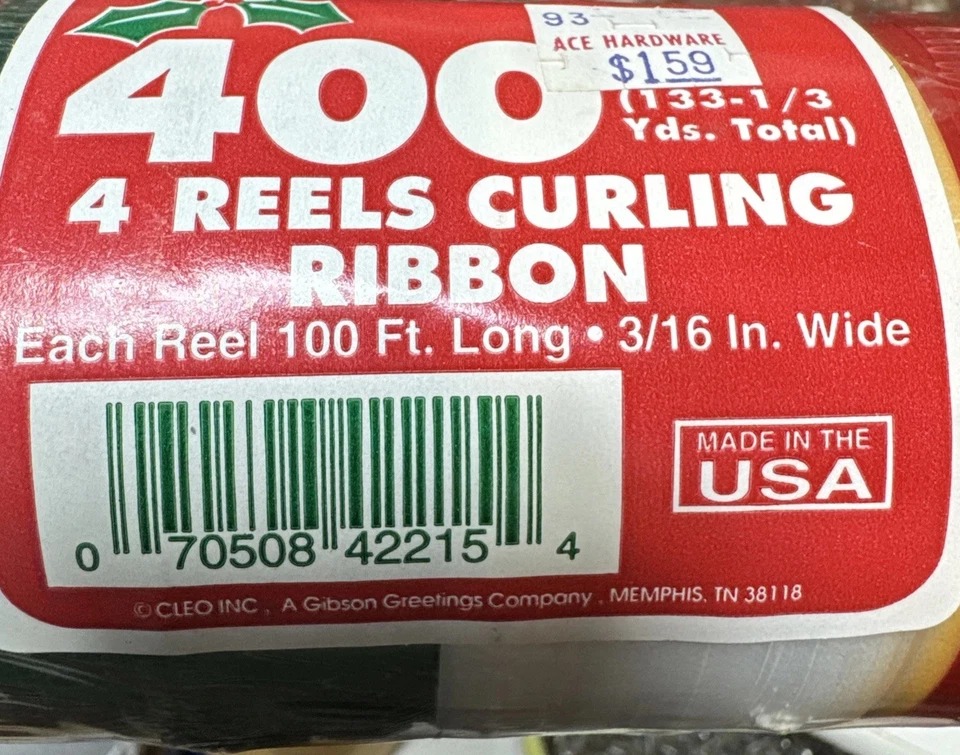 93
ACE HARDWARE
$1.59
400
(133-1/3
Yds. Total)
4 REELS CURLING
RIBBON
Each Reel 100 Ft. Long • 3/16 In. Wide
MADE IN THE
USA
0 70508 42215 4
© CLEO INC., A Gibson Greetings Company, MEMPHIS, TN 38118